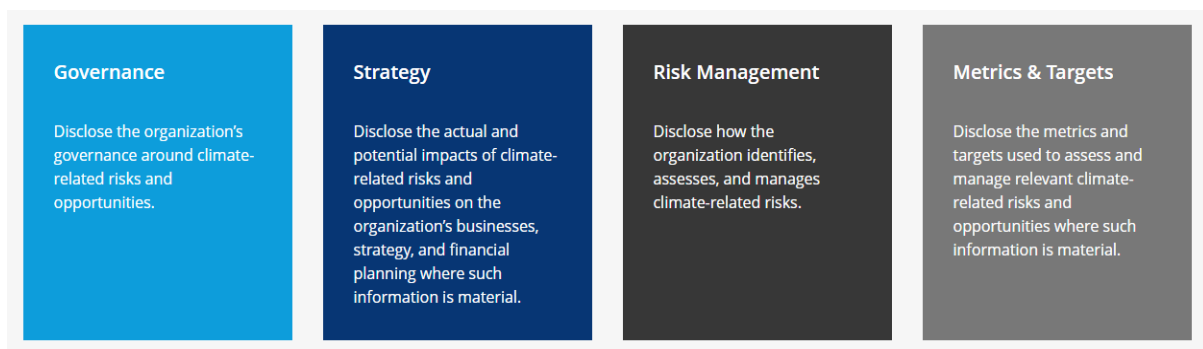 Governance
Disclose the organization's
governance around climate-
related risks and
opportunities.
Strategy
Disclose the actual and
potential impacts of climate-
related risks and
opportunities on the
organization's businesses,
strategy, and financial
planning where such
information is material.
Risk Management
Disclose how the
organization identifies,
assesses, and manages
climate-related risks.
Metrics & Targets
Disclose the metrics and
targets used to assess and
manage relevant climate-
related risks and
opportunities where such
information is material.